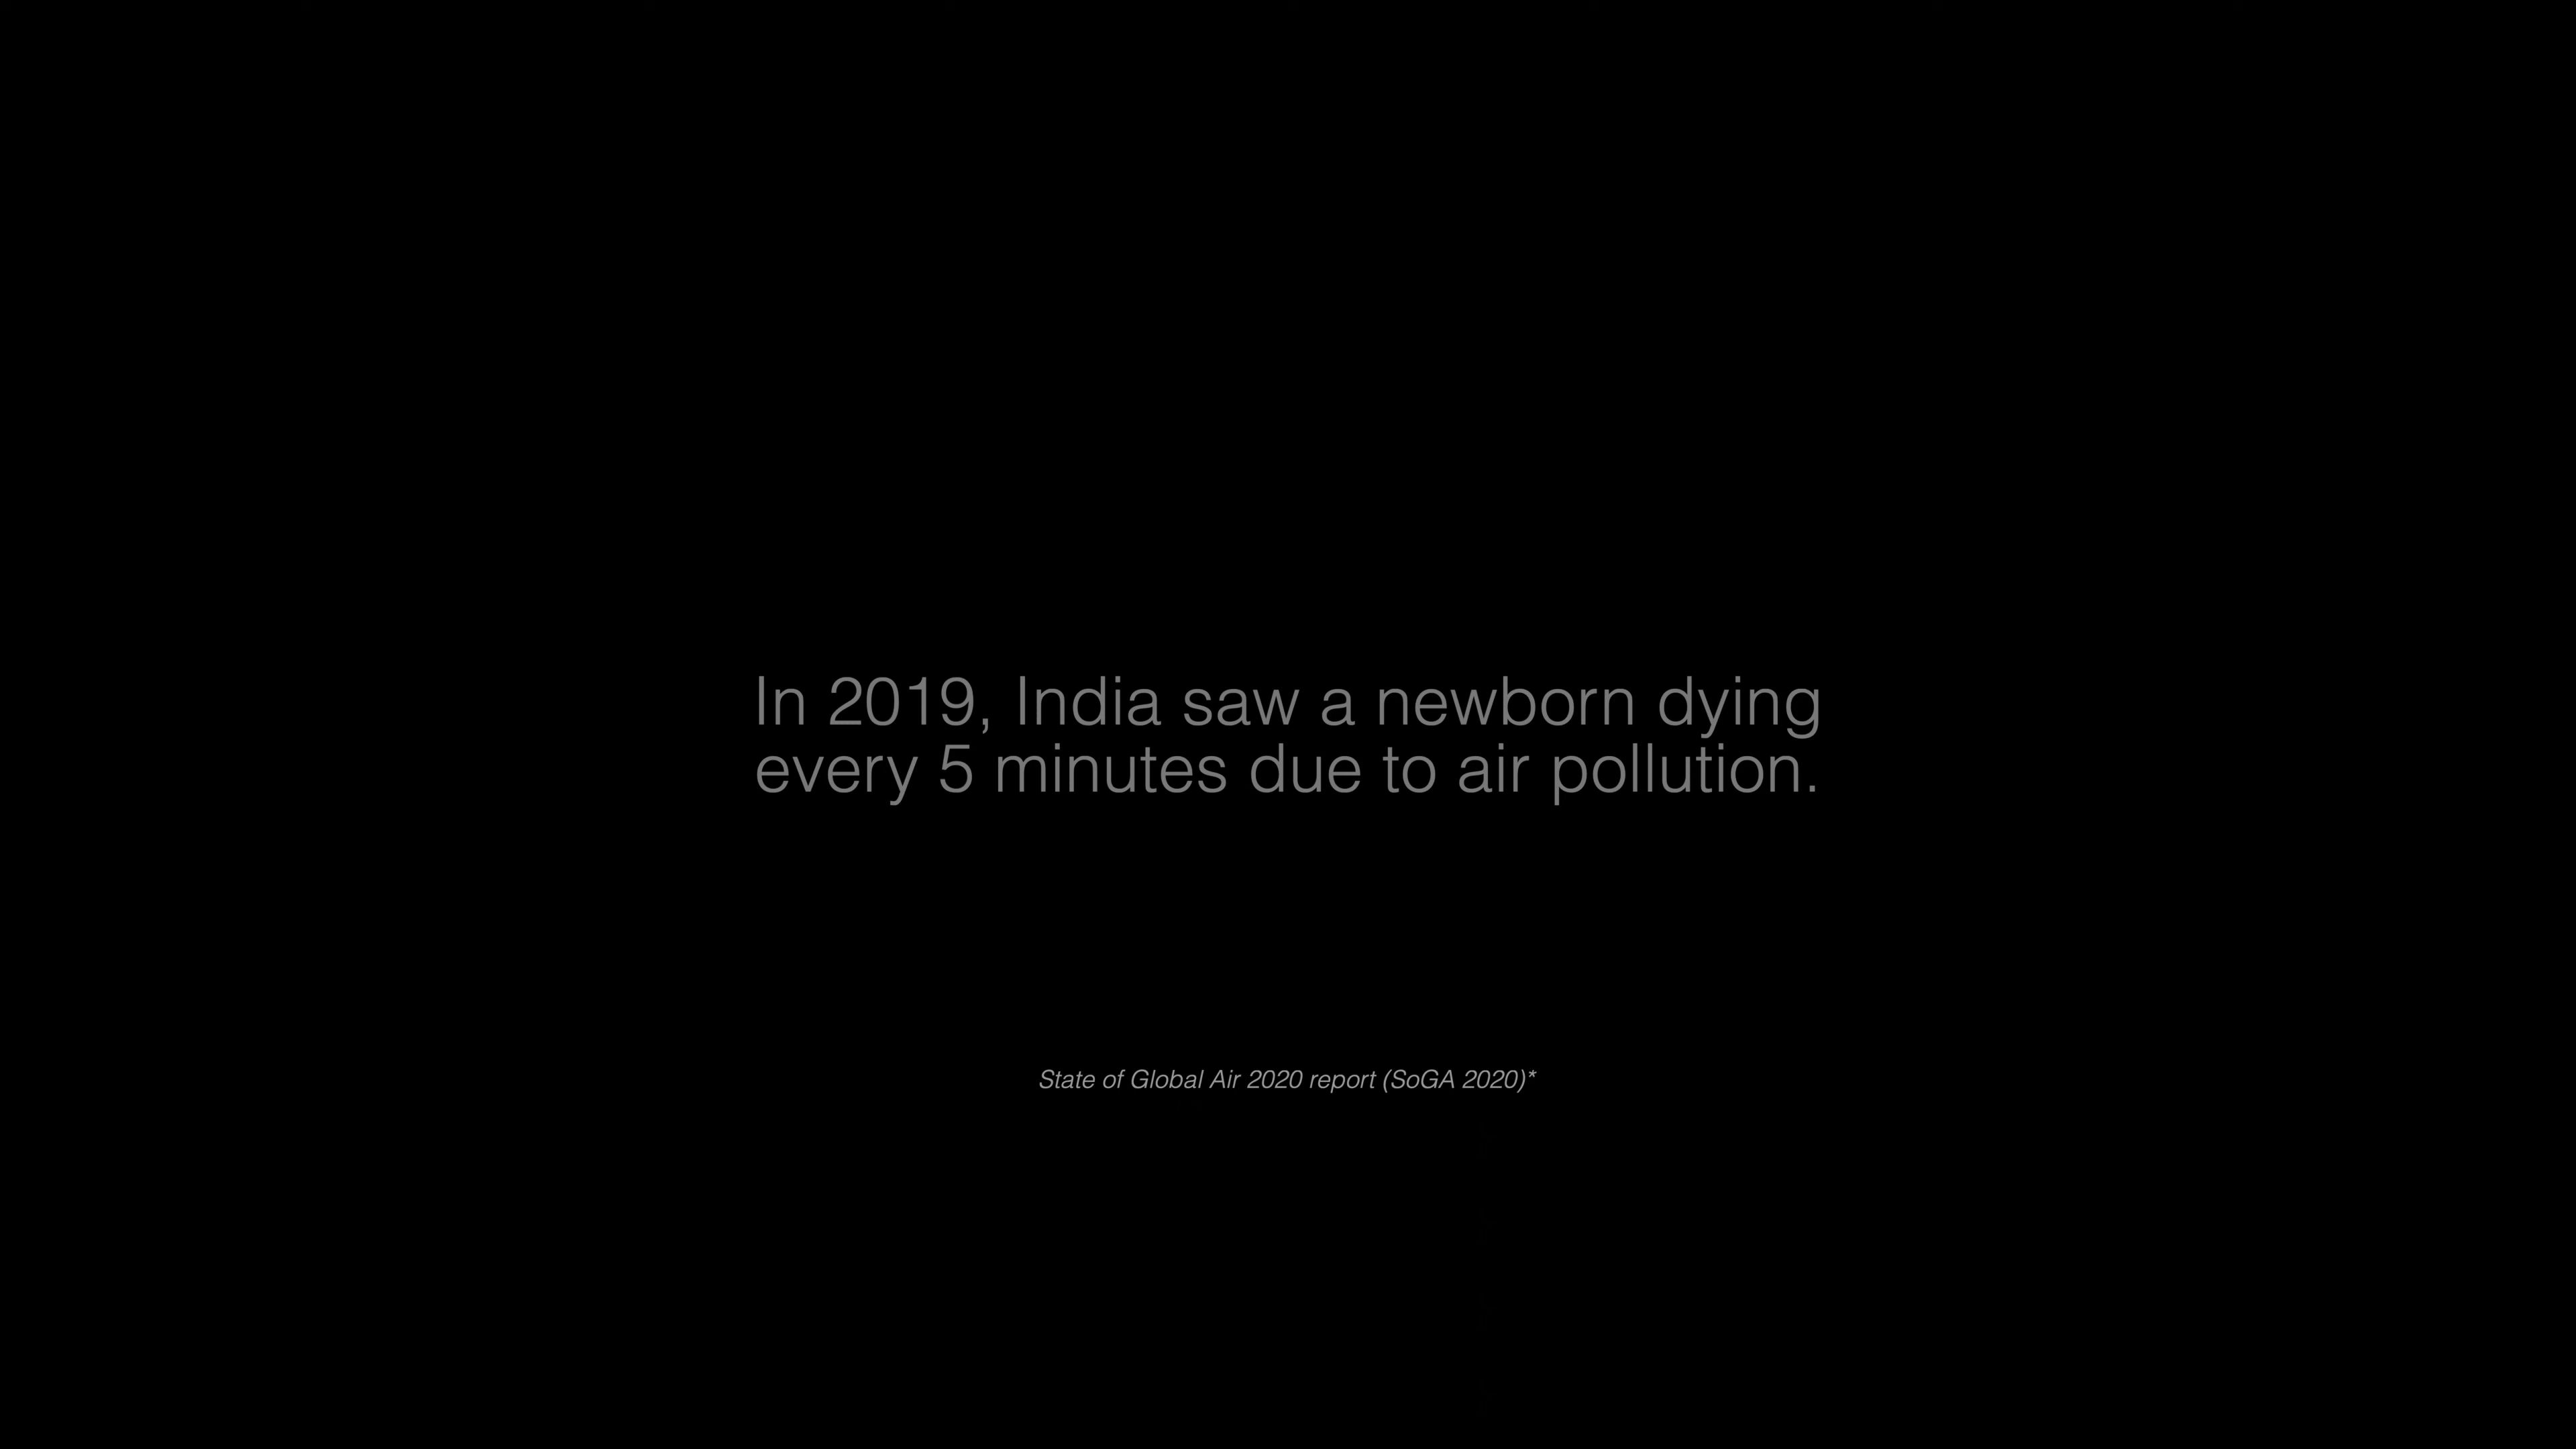 In 2019, India saw a newborn dying
every 5 minutes due to air pollution.
State of Global Air 2020 report (SoGA 2020)*